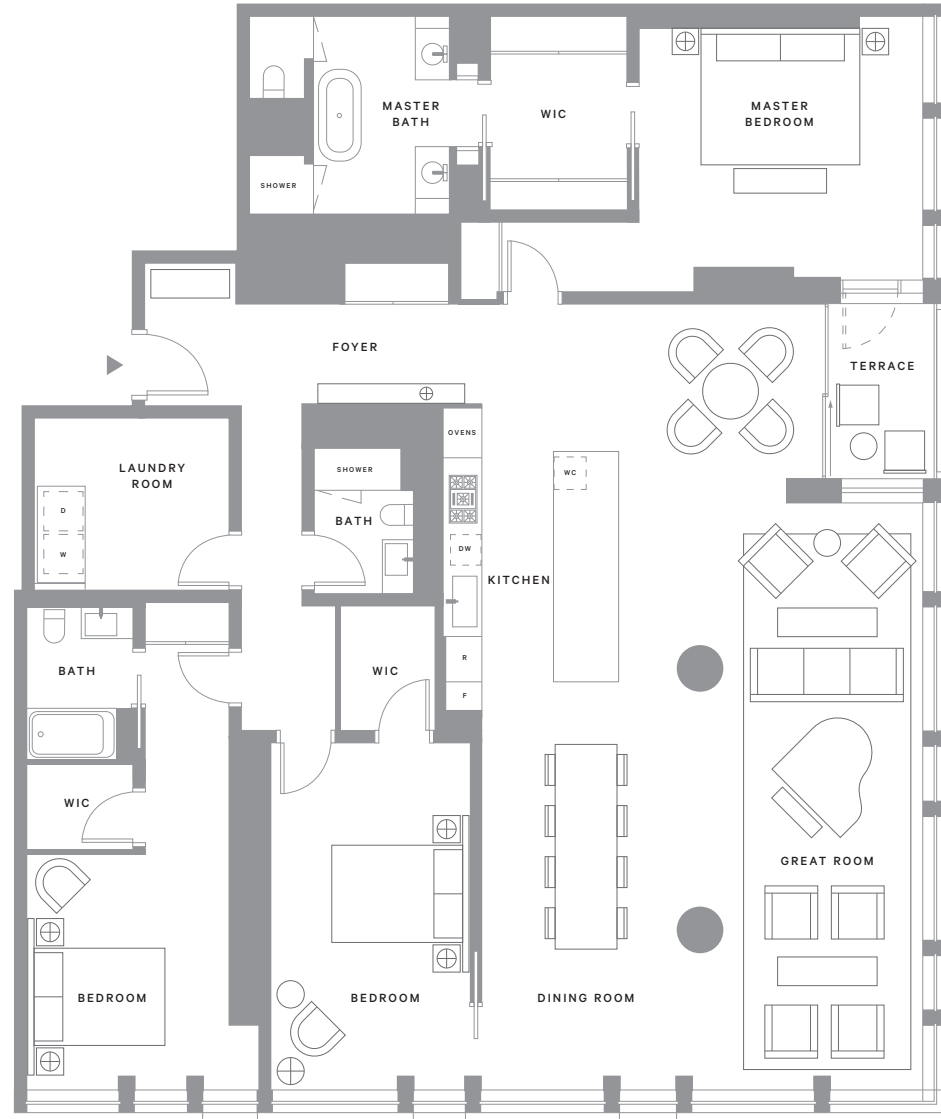 MASTER
BATH
WIC
MASTER
BEDROOM
SHOWER
FOYER
TERRACE
OVENS
LAUNDRY
ROOM
SHOWER
WC
D
BATH
W
DW
KITCHEN
BATH
WIC
R
F
WIC
GREAT ROOM
BEDROOM
BEDROOM
DINING ROOM